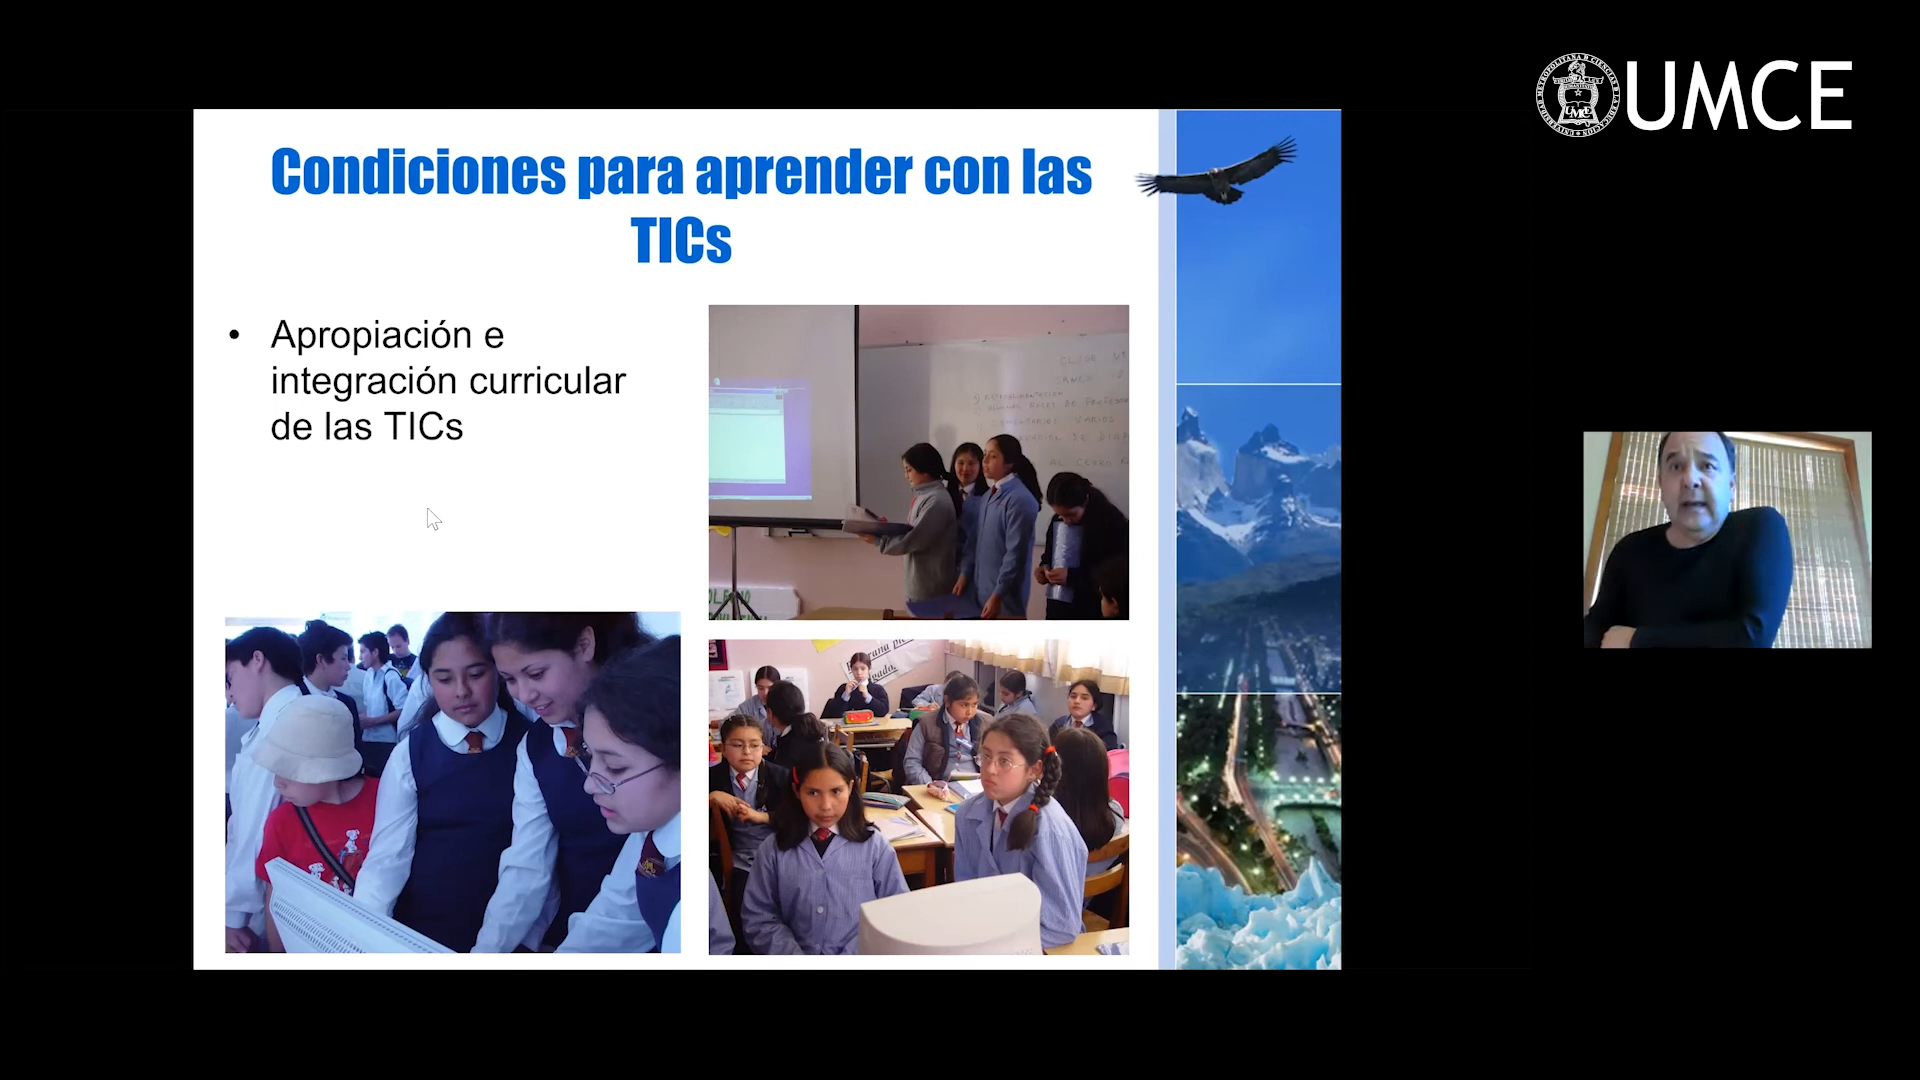 UMCE
Condiciones para aprender con las
TICs
• Apropiación e
integración curricular
de las TICs